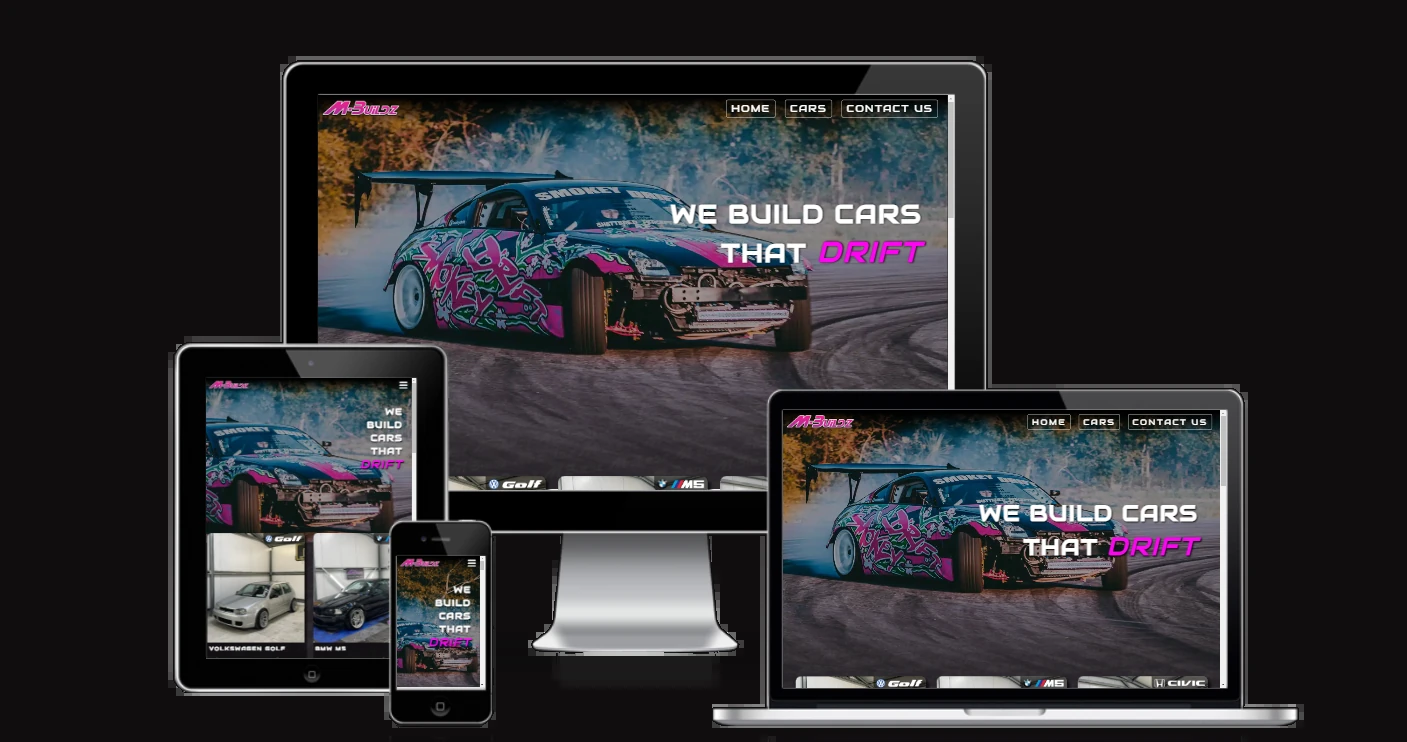 M-Buildz
HOME CARS CONTACT US
SMOKEY DRIFT
WE BUILD CARS
THAT DRIFT
Golf M5
M-Buildz
WE
BUILD
CARS
THAT
DRIFT
Golf
VOLKSWAGEN GOLF BMW M5
M-Buildz
WE
BUILD
CARS
THAT
DRIFT
M-Buildz
HOME CARS CONTACT US
WE BUILD CARS
THAT DRIFT
Golf M5 CIVIC